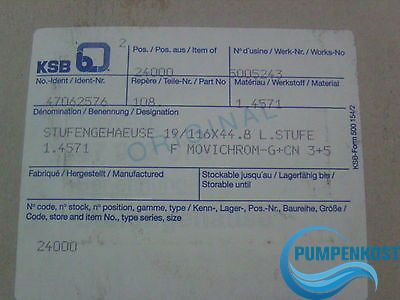 KSB
2
Pos./ Pos. aus / Item of
N° d'usine / Werk-Nr. / Works-No
24000
5005243
No.-Ident / Ident-Nr.
Repère / Teile-Nr. / Part No
Matériau / Werkstoff / Material
47062576
108.
1.4571
Dénomination / Benennung / Designation
STUFENGEHAEUSE 19/116X44.8 L.STUFE
1.4571 F MOVICHROM-G+CN 3+5
ORIGINAL
Fabriqué / Hergestellt / Manufactured
Stockable jusqu'au / Lagerfähig bis /
Storable until
N° code, n° stock, n° position, gamme, type / Kenn-, Lager-, Pos.-Nr., Baureihe, Größe /
Code, store and item No., type series, size
24000
KSB-Form 500 154/2
PUMPENKOST